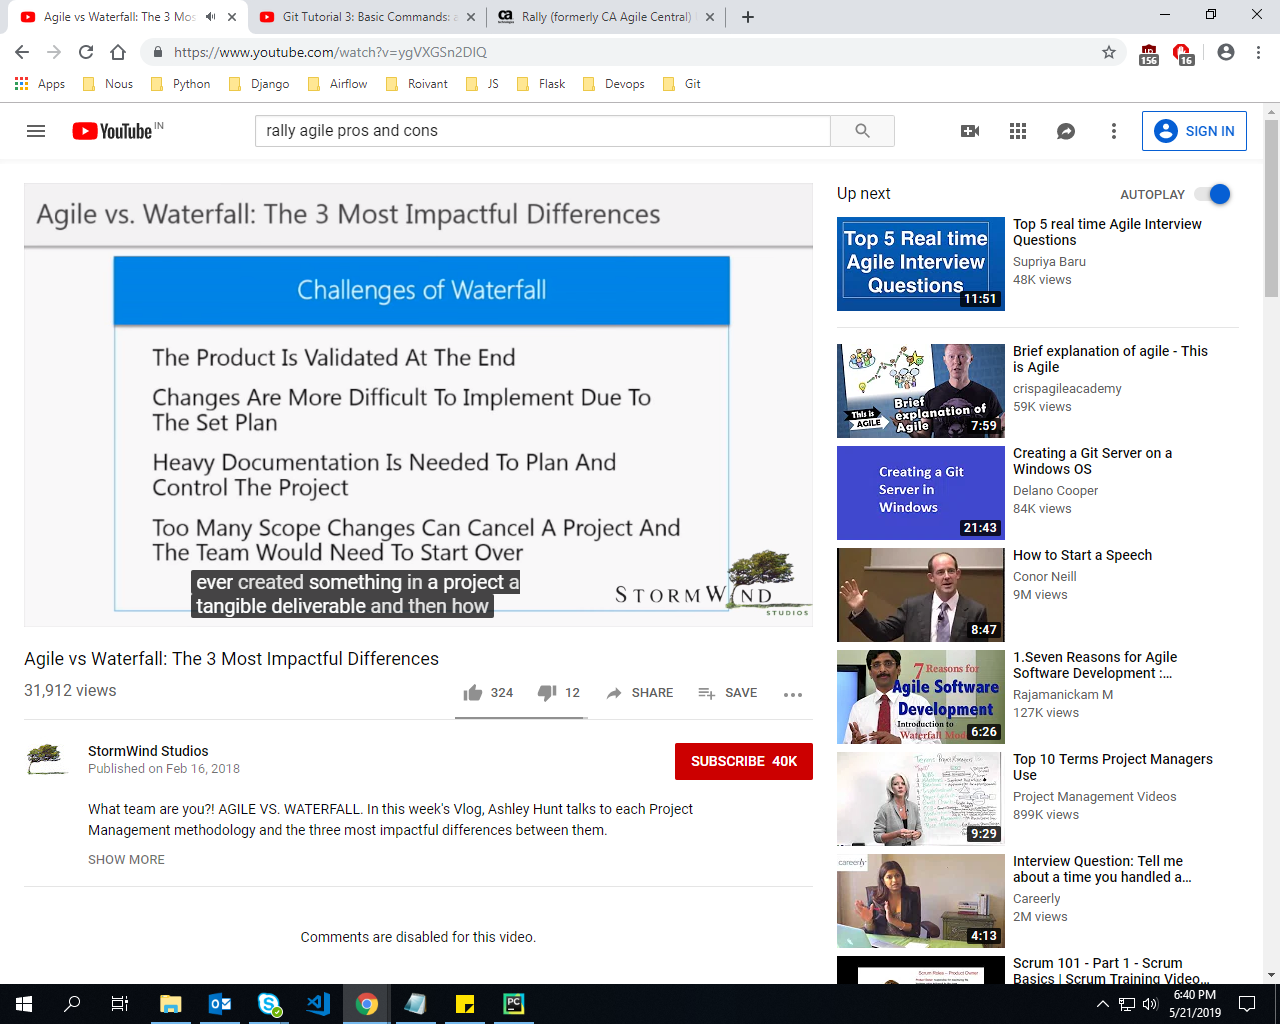 Agile vs Waterfall: The 3 Mos
Git Tutorial 3: Basic Commands: a
ca
Rally (formerly CA Agile Central)
https://www.youtube.com/watch?v=ygVXGSn2DIQ
156
16
Apps
Nous
Python
Django
Airflow
Roivant
JS
Flask
Devops
Git
YouTube IN
rally agile pros and cons
SIGN IN
Agile vs. Waterfall: The 3 Most Impactful Differences
Challenges of Waterfall
The Product Is Validated At The End
Changes Are More Difficult To Implement Due To
The Set Plan
Heavy Documentation Is Needed To Plan And
Control The Project
Too Many Scope Changes Can Cancel A Project And
The Team Would Need To Start Over
ever created something in a project a
tangible deliverable and then how
STORMWIND
STUDIOS
Agile vs Waterfall: The 3 Most Impactful Differences
31,912 views
324
12
SHARE
SAVE
StormWind Studios
Published on Feb 16, 2018
SUBSCRIBE 40K
What team are you?! AGILE VS. WATERFALL. In this week's Vlog, Ashley Hunt talks to each Project
Management methodology and the three most impactful differences between them.
SHOW MORE
Comments are disabled for this video.
Up next
AUTOPLAY
Top 5 Real time
Agile Interview
Questions
11:51
Top 5 real time Agile Interview
Questions
Supriya Baru
48K views
This is
AGILE
Brief
explanation of
Agile
7:59
Brief explanation of agile - This
is Agile
crispagileacademy
59K views
Creating a Git
Server in
Windows
21:43
Creating a Git Server on a
Windows OS
Delano Cooper
84K views
8:47
How to Start a Speech
Conor Neill
9M views
7 Reasons for
Agile Software
Development
Introduction to
Waterfall Mod
6:26
1.Seven Reasons for Agile
Software Development :...
Rajamanickam M
127K views
9:29
Top 10 Terms Project Managers
Use
Project Management Videos
899K views
careerly
4:13
Interview Question: Tell me
about a time you handled a...
Careerly
2M views
Scrum Roles – Product Owner
Scrum 101 - Part 1 - Scrum
Basics | Scrum Training Video...
PC
6:40 PM
5/21/2019